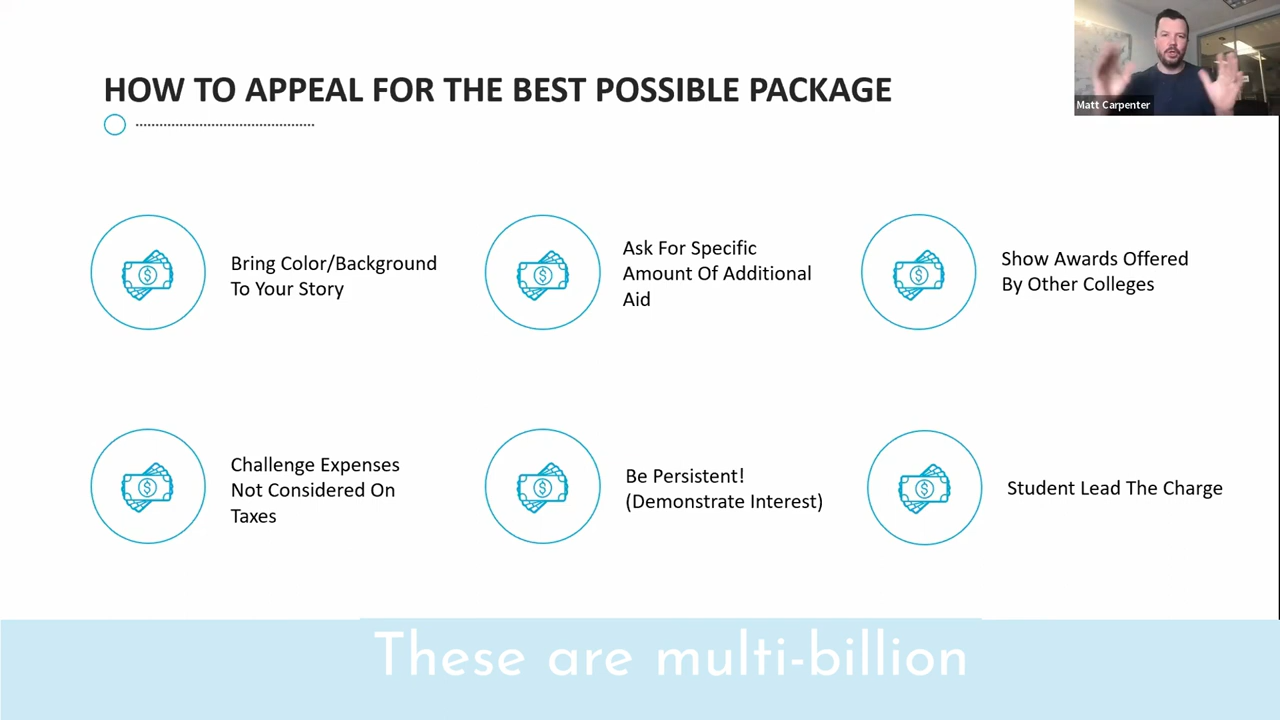 HOW TO APPEAL FOR THE BEST POSSIBLE PACKAGE
Matt Carpenter
Bring Color/Background
To Your Story
Ask For Specific
Amount Of Additional
Aid
Show Awards Offered
By Other Colleges
Challenge Expenses
Not Considered On
Taxes
Be Persistent!
(Demonstrate Interest)
Student Lead The Charge
These are multi-billion